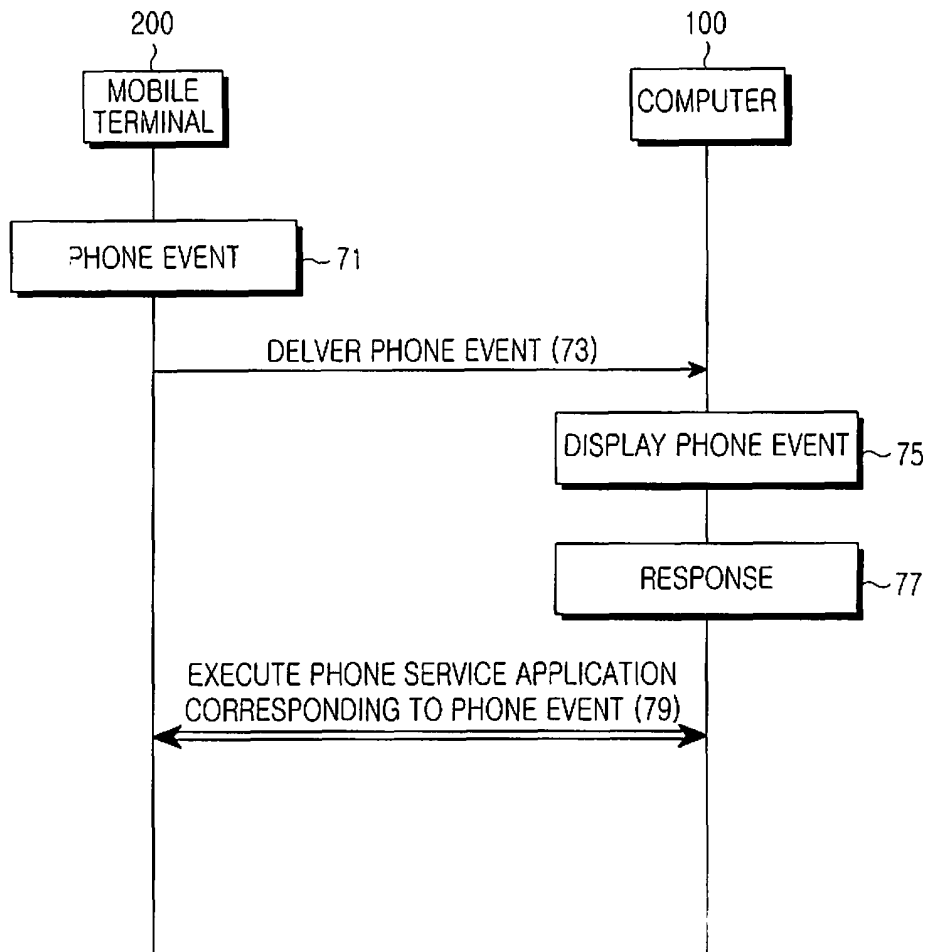 200
100
MOBILE
TERMINAL
COMPUTER
PHONE EVENT
71
DELVER PHONE EVENT (73)
DISPLAY PHONE EVENT
75
RESPONSE
77
EXECUTE PHONE SERVICE APPLICATION
CORRESPONDING TO PHONE EVENT (79)